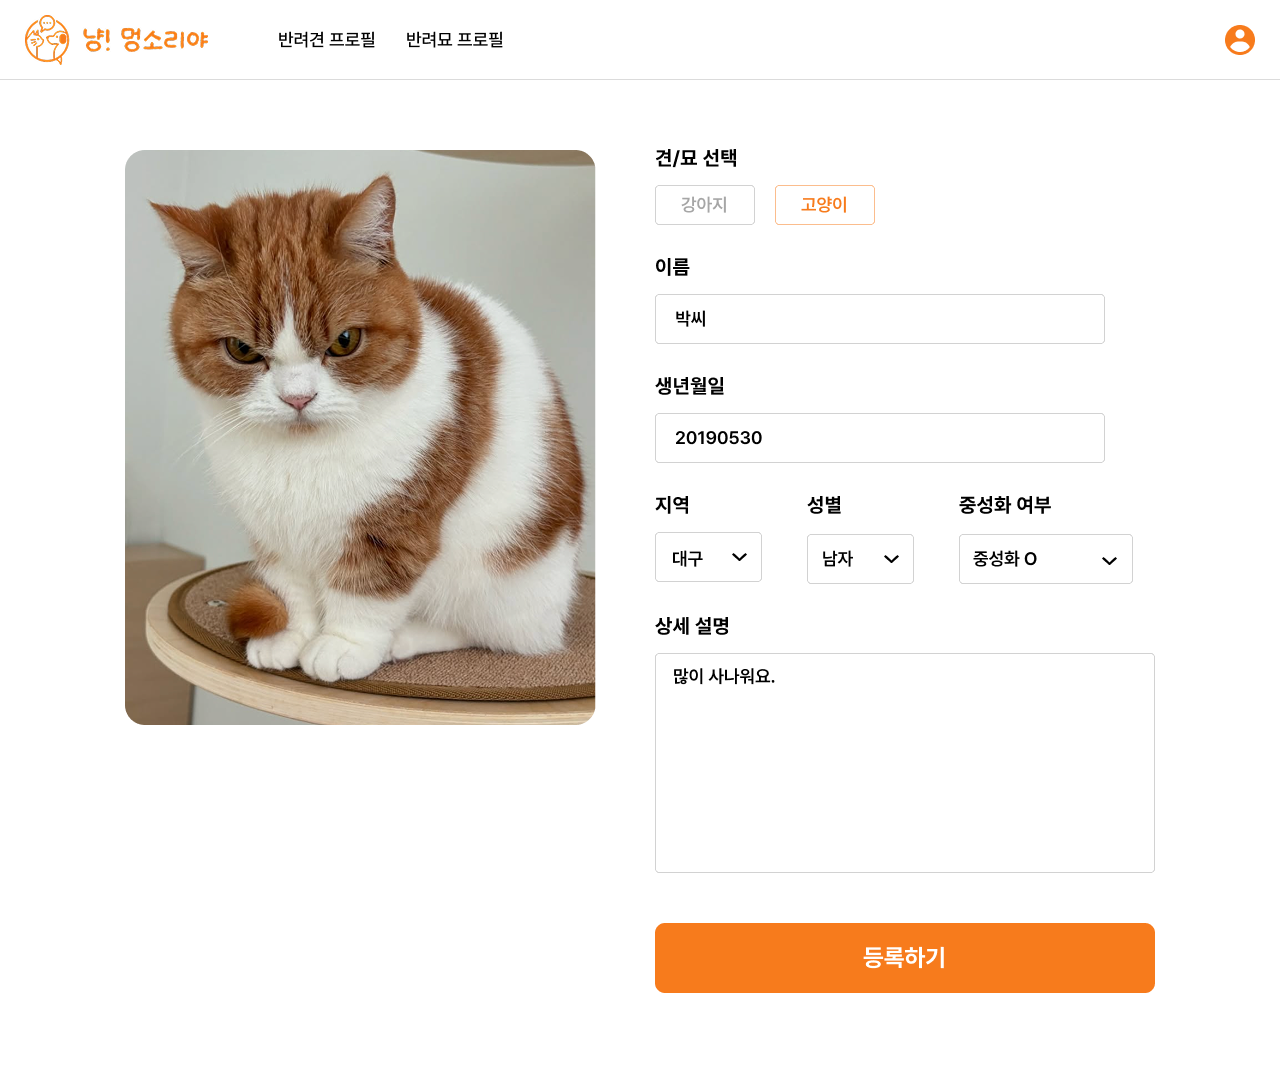 냥! 멍소리야
반려견 프로필
반려묘 프로필
견/묘 선택
강아지
고양이
이름
박씨
생년월일
20190530
지역
성별
중성화 여부
대구
남자
중성화 O
상세 설명
많이 사나워요.
등록하기